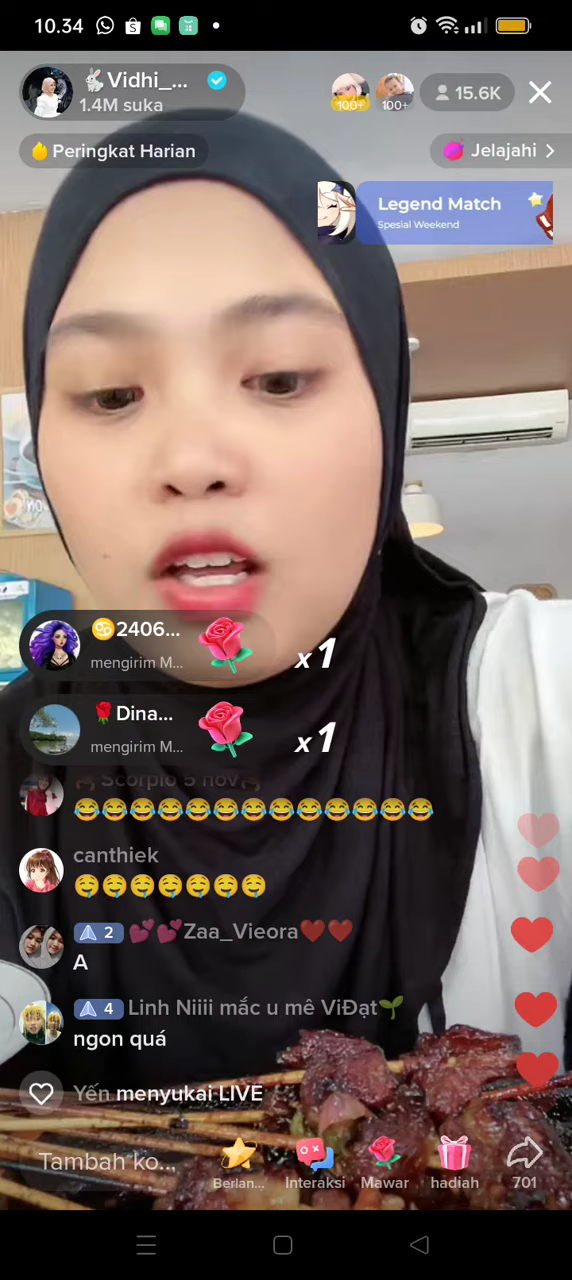 10.34
🐇Vidhi_...
1.4M suka
100+
100+
15.6K
Peringkat Harian
Jelajahi
Legend Match
Spesial Weekend
♋2406...
mengirim M...
x1
🌹Dina...
mengirim M...
x1
Scorpio 5 nov
😂😂😂😂😂😂😂😂😂😂😂😂😂
canthiek
🤤🤤🤤🤤🤤🤤🤤
2 💕💕Zaa_Vieora❤️❤️
A
4 Linh Niiii mắc u mê ViĐạt🌱
ngon quá
Yến menyukai LIVE
Tambah ko...
Berlan...
Interaksi
Mawar
hadiah
701